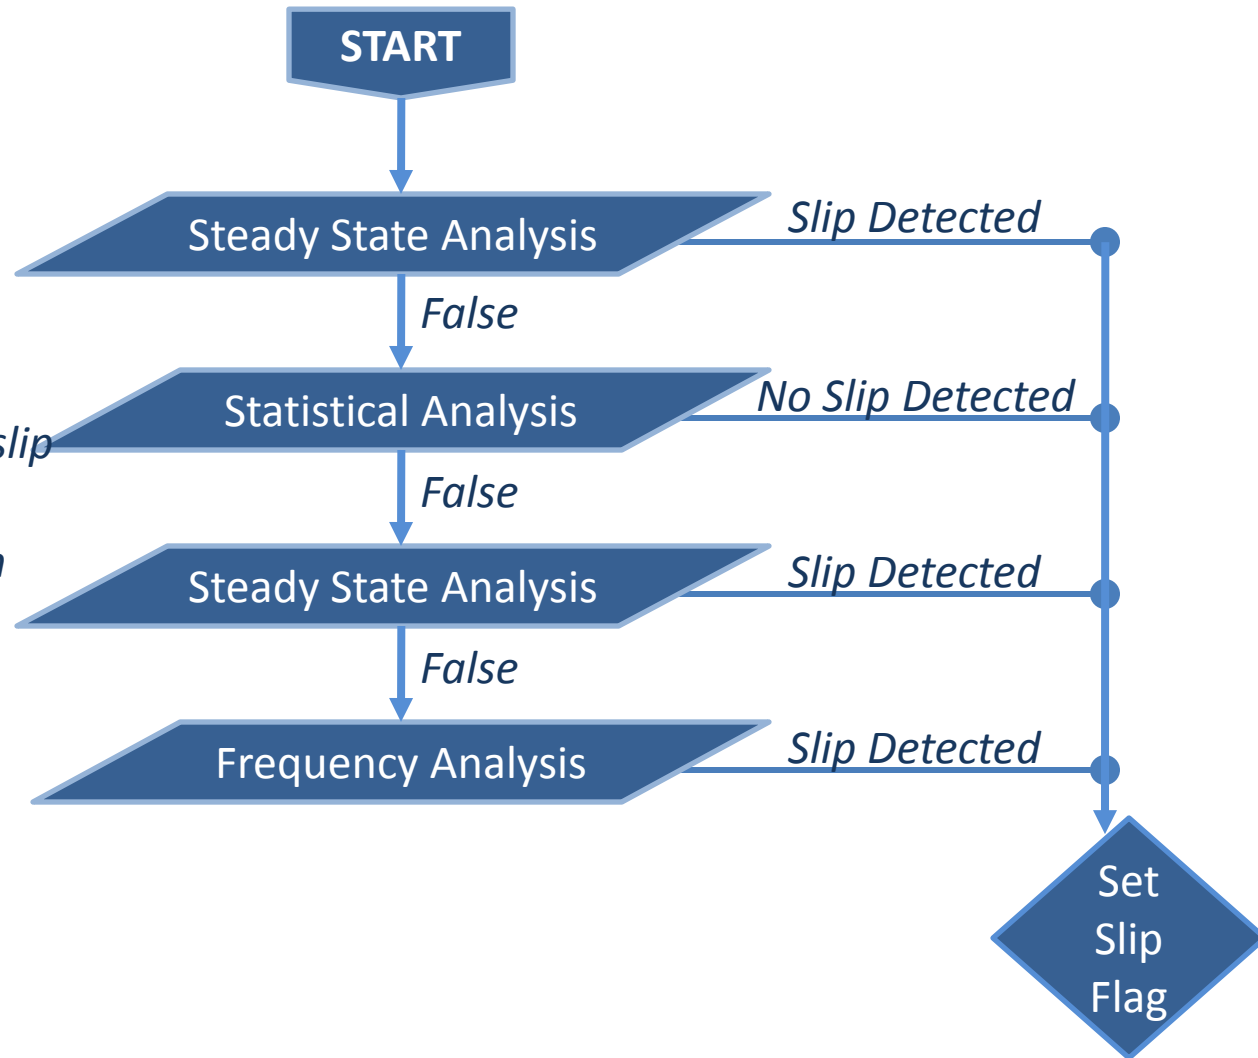 START
Steady State Analysis
Slip Detected
False
Statistical Analysis
No Slip Detected
slip
False
Steady State Analysis
Slip Detected
False
Frequency Analysis
Slip Detected
Set
Slip
Flag